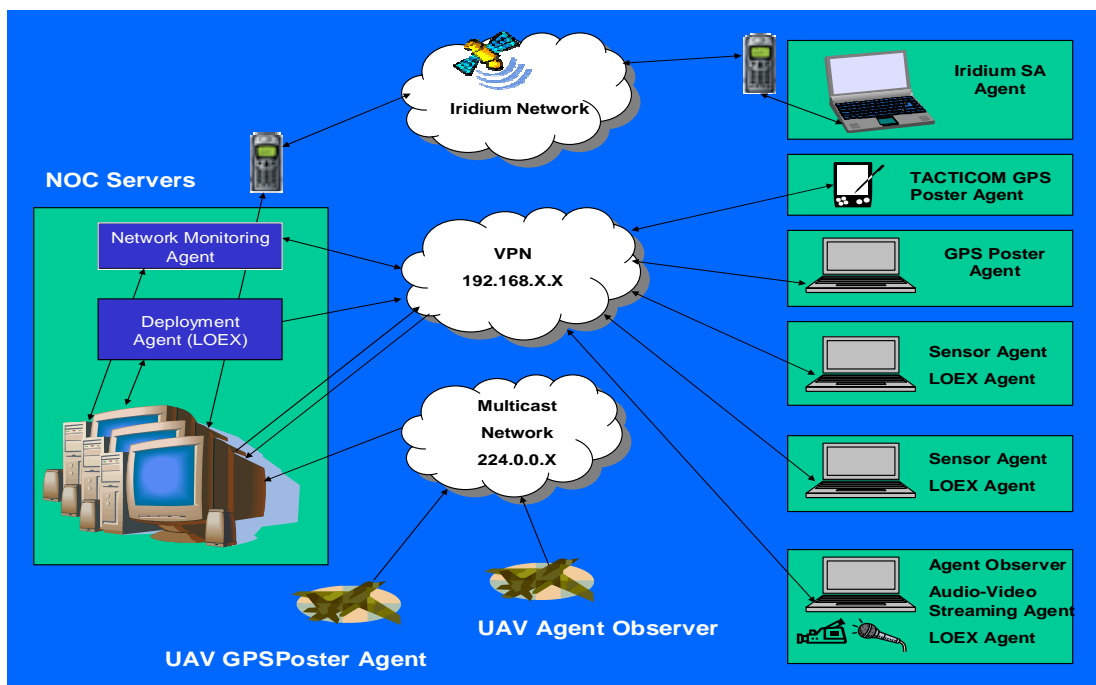 Iridium Network
Iridium SA
Agent
NOC Servers
Network Monitoring
Agent
Deployment
Agent (LOEX)
VPN
192.168.X.X
TACTICOM GPS
Poster Agent
GPS Poster
Agent
Sensor Agent
LOEX Agent
Multicast
Network
224.0.0.X
Sensor Agent
LOEX Agent
Agent Observer
Audio-Video
Streaming Agent
LOEX Agent
UAV Agent Observer
UAV GPSPoster Agent